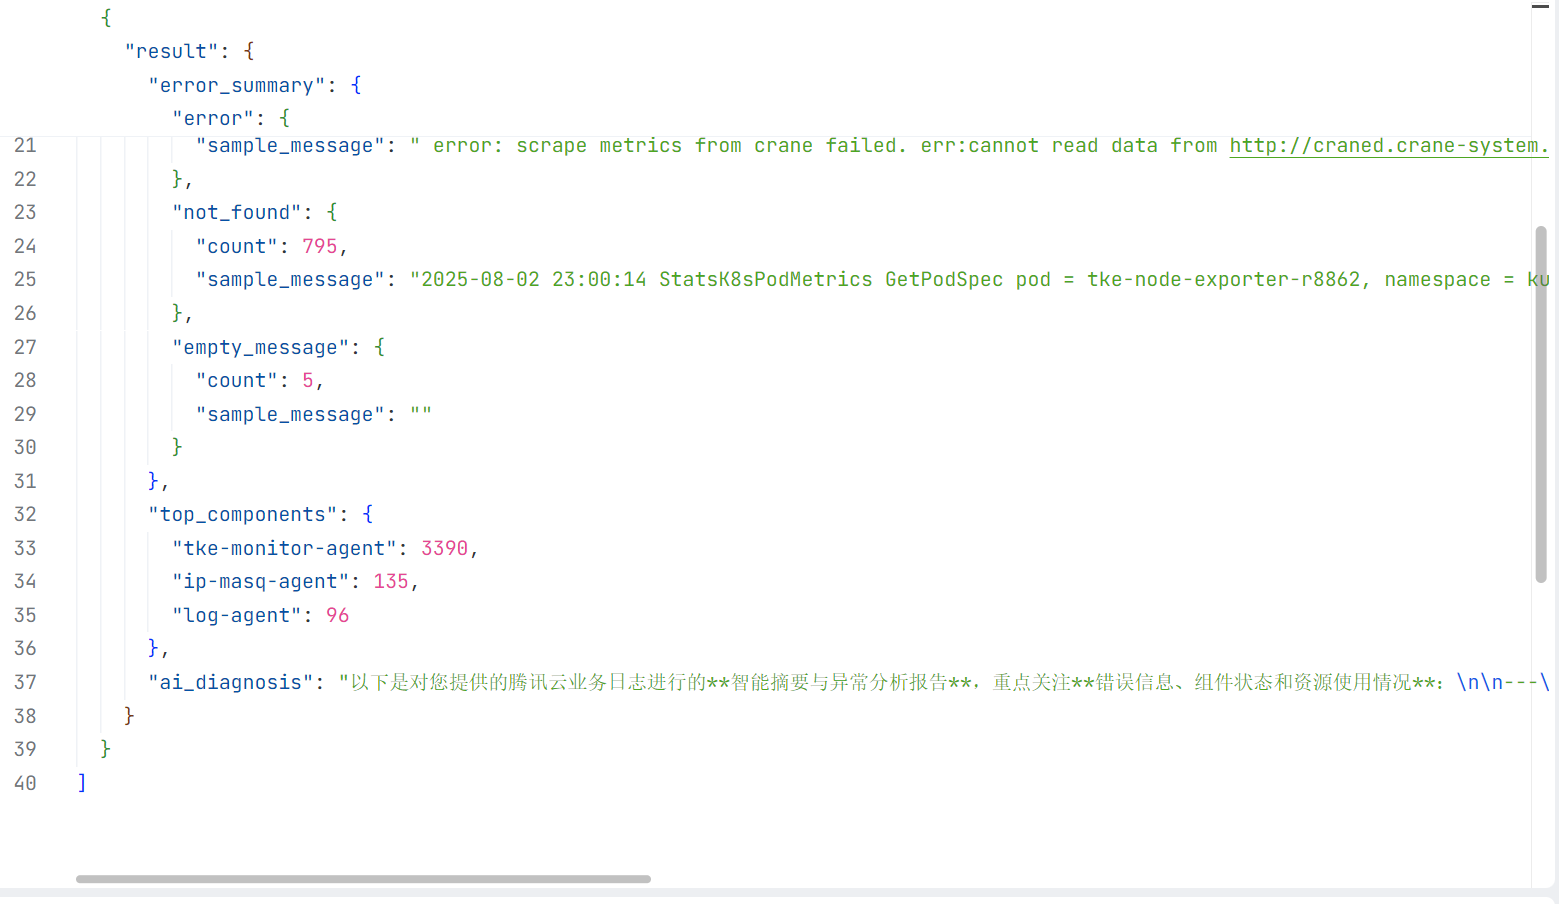 {
"result": {
"error_summary": {
"error": {
21 "sample_message": " error: scrape metrics from crane failed. err:cannot read data from http://craned.crane-system.
22 },
23 "not_found": {
24 "count": 795,
25 "sample_message": "2025-08-02 23:00:14 StatsK8sPodMetrics GetPodSpec pod = tke-node-exporter-r8862, namespace = ku
26 },
27 "empty_message": {
28 "count": 5,
29 "sample_message": ""
30 }
31 },
32 "top_components": {
33 "tke-monitor-agent": 3390,
34 "ip-masq-agent": 135,
35 "log-agent": 96
36 },
37 "ai_diagnosis": "以下是对您提供的腾讯云业务日志进行的**智能摘要与异常分析报告**，重点关注**错误信息、组件状态和资源使用情况**：\n\n---\
38 }
39 }
40 ]